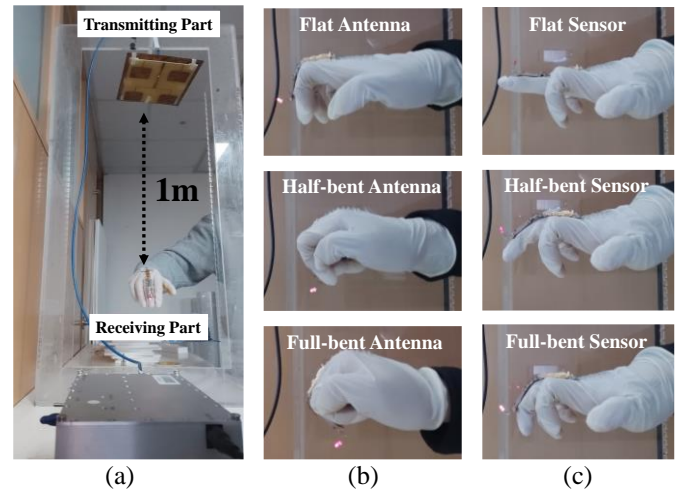 Transmitting Part
1m
Receiving Part
Flat Antenna
Half-bent Antenna
Full-bent Antenna
Flat Sensor
Half-bent Sensor
Full-bent Sensor
(a)
(b)
(c)